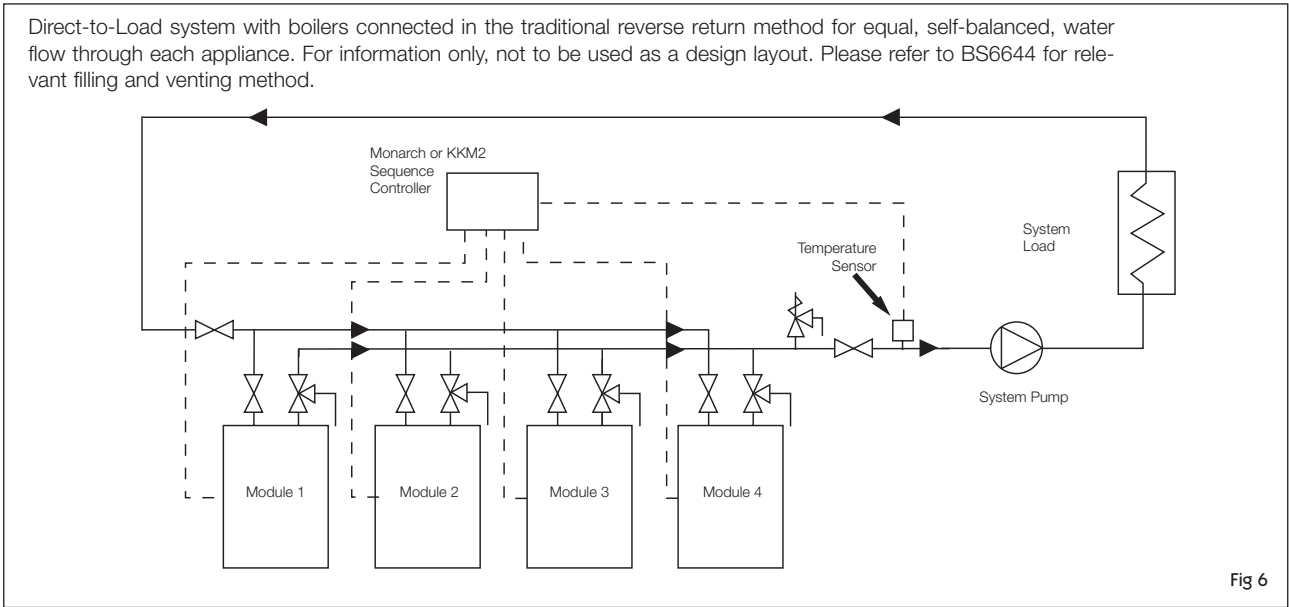 Direct-to-Load system with boilers connected in the traditional reverse return method for equal, self-balanced, water
flow through each appliance. For information only, not to be used as a design layout. Please refer to BS6644 for rele-
vant filling and venting method.
Monarch or KKM2
Sequence
Controller
System
Load
Temperature
Sensor
System Pump
Module 1
Module 2
Module 3
Module 4
Fig 6